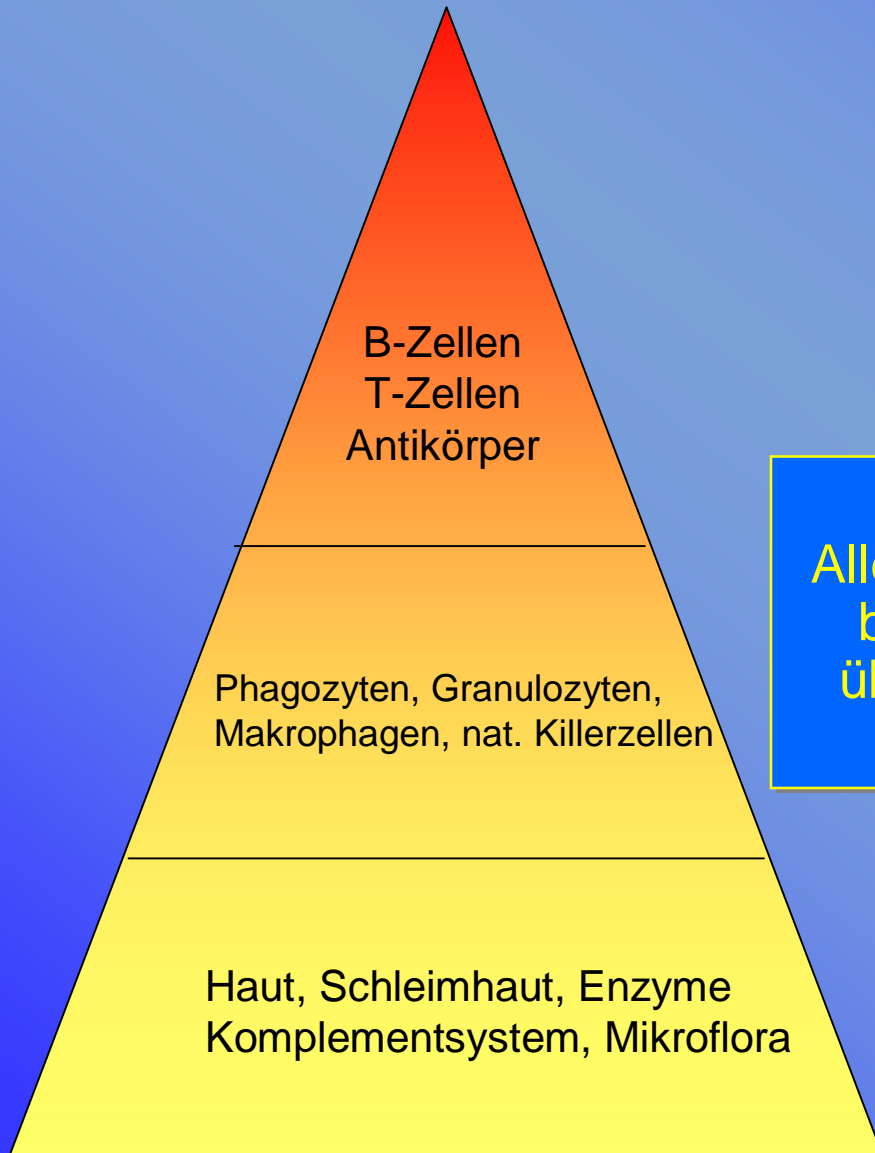 B-Zellen
T-Zellen
Antikörper
Phagozyten, Granulozyten,
Makrophagen, nat. Killerzellen
Haut, Schleimhaut, Enzyme
Komplementsystem, Mikroflora